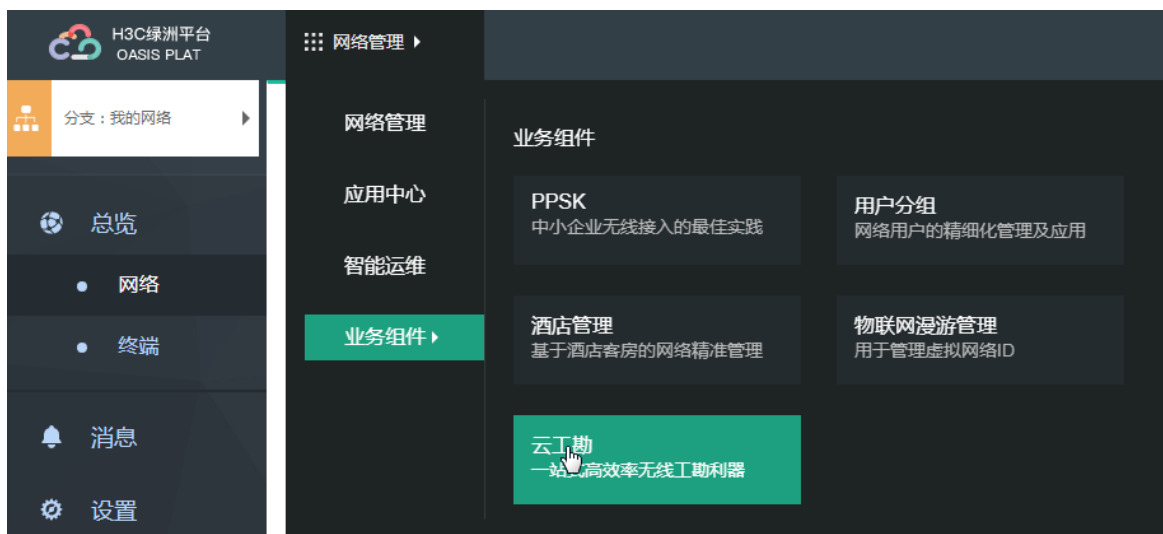 H3C绿洲平台
OASIS PLAT
网络管理
分支：我的网络
总览
网络
终端
消息
设置
网络管理
应用中心
智能运维
业务组件
业务组件
PPSK
中小企业无线接入的最佳实践
用户分组
网络用户的精细化管理及应用
酒店管理
基于酒店客房的网络精准管理
物联网漫游管理
用于管理虚拟网络ID
云工勘
一站式高效率无线工勘利器